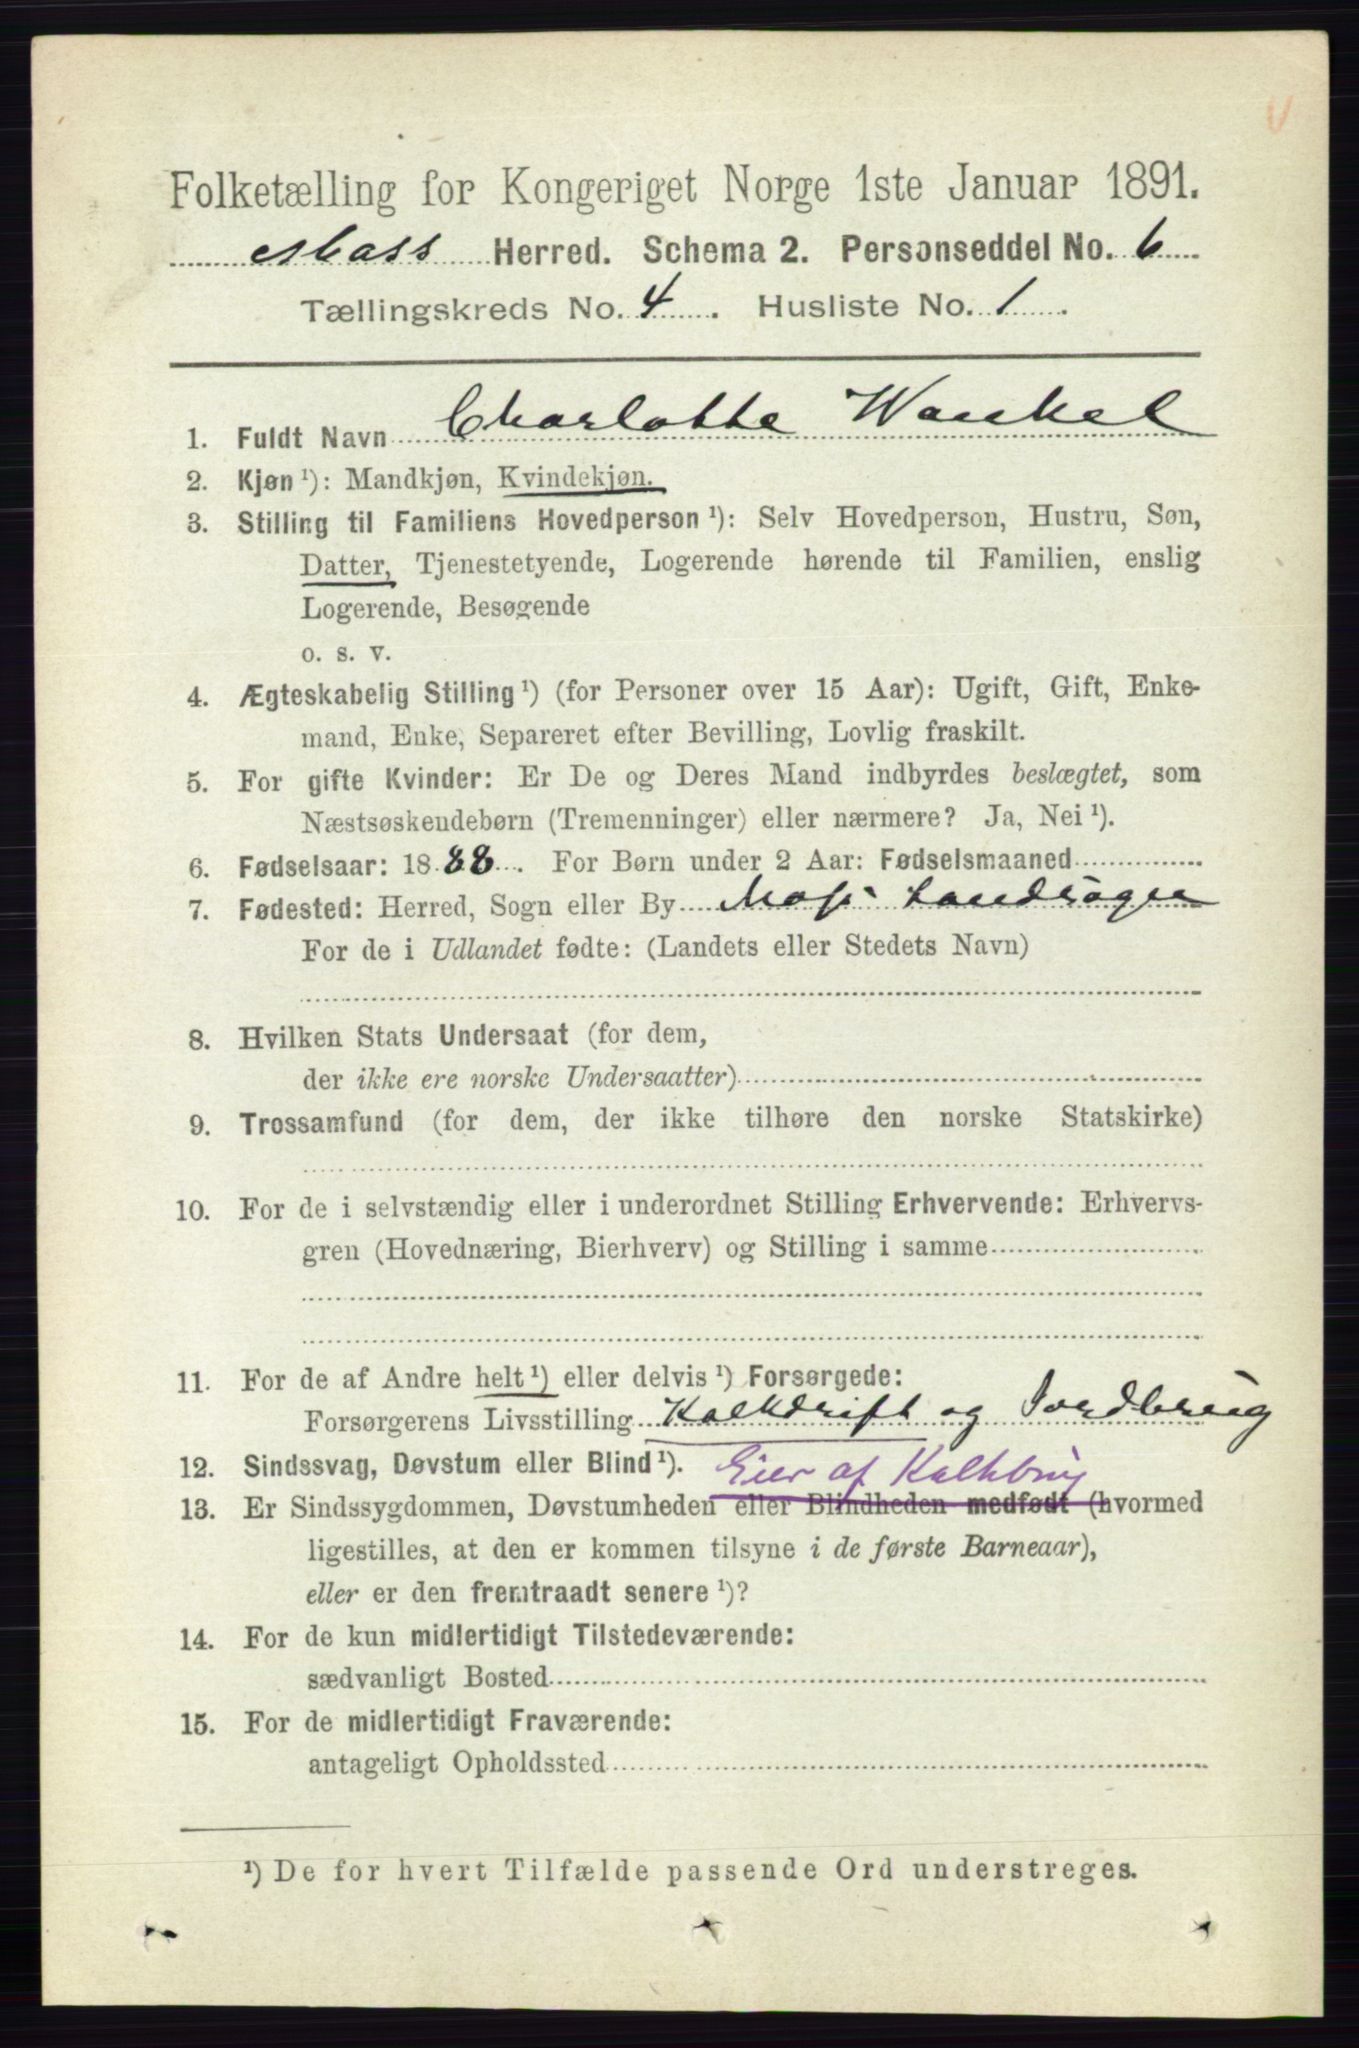 Folketælling for Kongeriget Norge 1ste Januar 1891.
Moss Herred. Schema 2. Personseddel No. 6
Tællingskreds No. 4. Husliste No. 1.
1. Fuldt Navn Charlotte Wankel
2. Kjøn ¹): Mandkjøn, Kvindekjøn.
3. Stilling til Familiens Hovedperson ¹): Selv Hovedperson, Hustru, Søn,
Datter, Tjenestetyende, Logerende hørende til Familien, enslig
Logerende, Besøgende
o. s. v.
4. Ægteskabelig Stilling ¹) (for Personer over 15 Aar): Ugift, Gift, Enke-
mand, Enke, Separeret efter Bevilling, Lovlig fraskilt.
5. For gifte Kvinder: Er De og Deres Mand indbyrdes beslægtet, som
Næstsøskendebørn (Tremenninger) eller nærmere? Ja, Nei ¹).
6. Fødselsaar: 1888. For Børn under 2 Aar: Fødselsmaaned
7. Fødested: Herred, Sogn eller By Moss Landsogn
For de i Udlandet fødte: (Landets eller Stedets Navn)
8. Hvilken Stats Undersaat (for dem,
der ikke ere norske Undersaatter)
9. Trossamfund (for dem, der ikke tilhøre den norske Statskirke)
10. For de i selvstændig eller i underordnet Stilling Erhvervende: Erhvervs-
gren (Hovednæring, Bierhverv) og Stilling i samme
11. For de af Andre helt ¹) eller delvis ¹) Forsørgede:
Forsørgerens Livsstilling Kalkdrift og Jordbrug
12. Sindssvag, Døvstum eller Blind ¹). Eier af Kalkbrug
13. Er Sindssygdommen, Døvstumheden eller Blindheden medfødt (hvormed
ligestilles, at den er kommen tilsyne i de første Barneaar),
eller er den fremtraadt senere ¹)?
14. For de kun midlertidigt Tilstedeværende:
sædvanligt Bosted
15. For de midlertidigt Fraværende:
antageligt Opholdssted
¹) De for hvert Tilfælde passende Ord understreges.